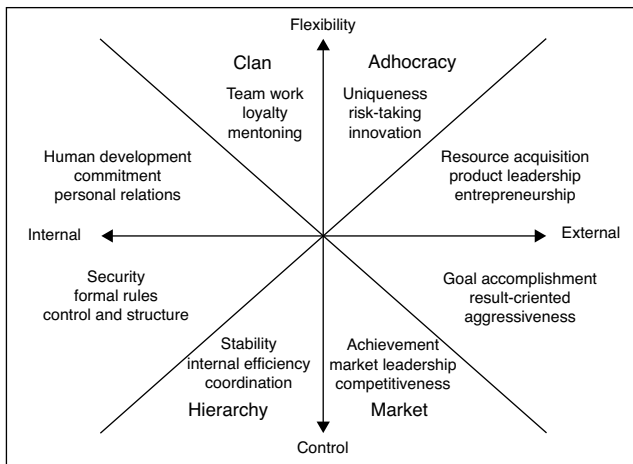 Flexibility
Clan
Adhocracy
Team work
loyalty
mentoning
Uniqueness
risk-taking
innovation
Human development
commitment
personal relations
Resource acquisition
product leadership
entrepreneurship
Internal
External
Security
formal rules
control and structure
Goal accomplishment
result-criented
aggressiveness
Stability
internal efficiency
coordination
Achievement
market leadership
competitiveness
Hierarchy
Market
Control